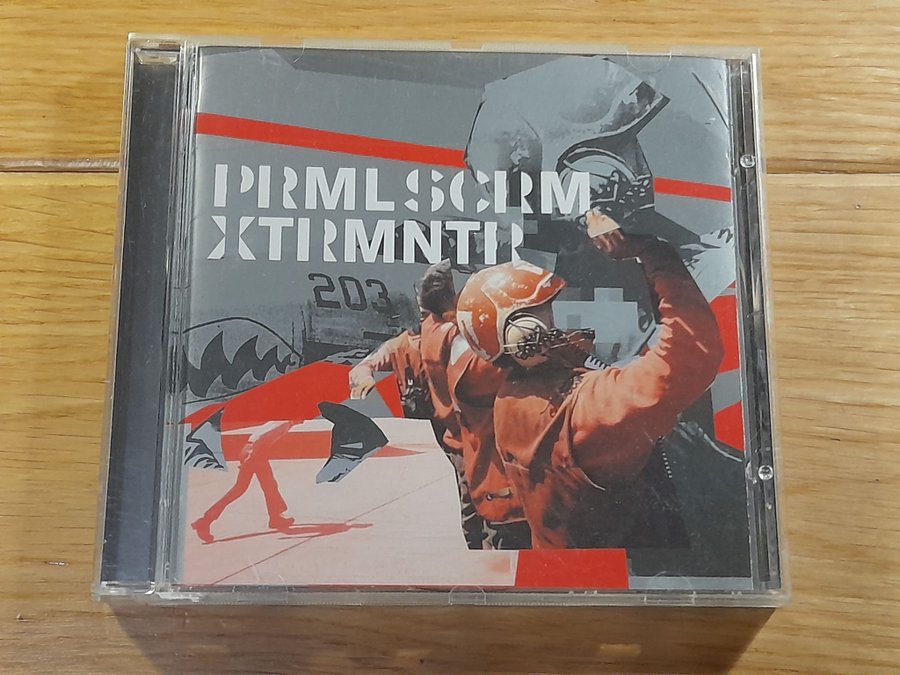 PRML SCRM
XTRMNTR
203